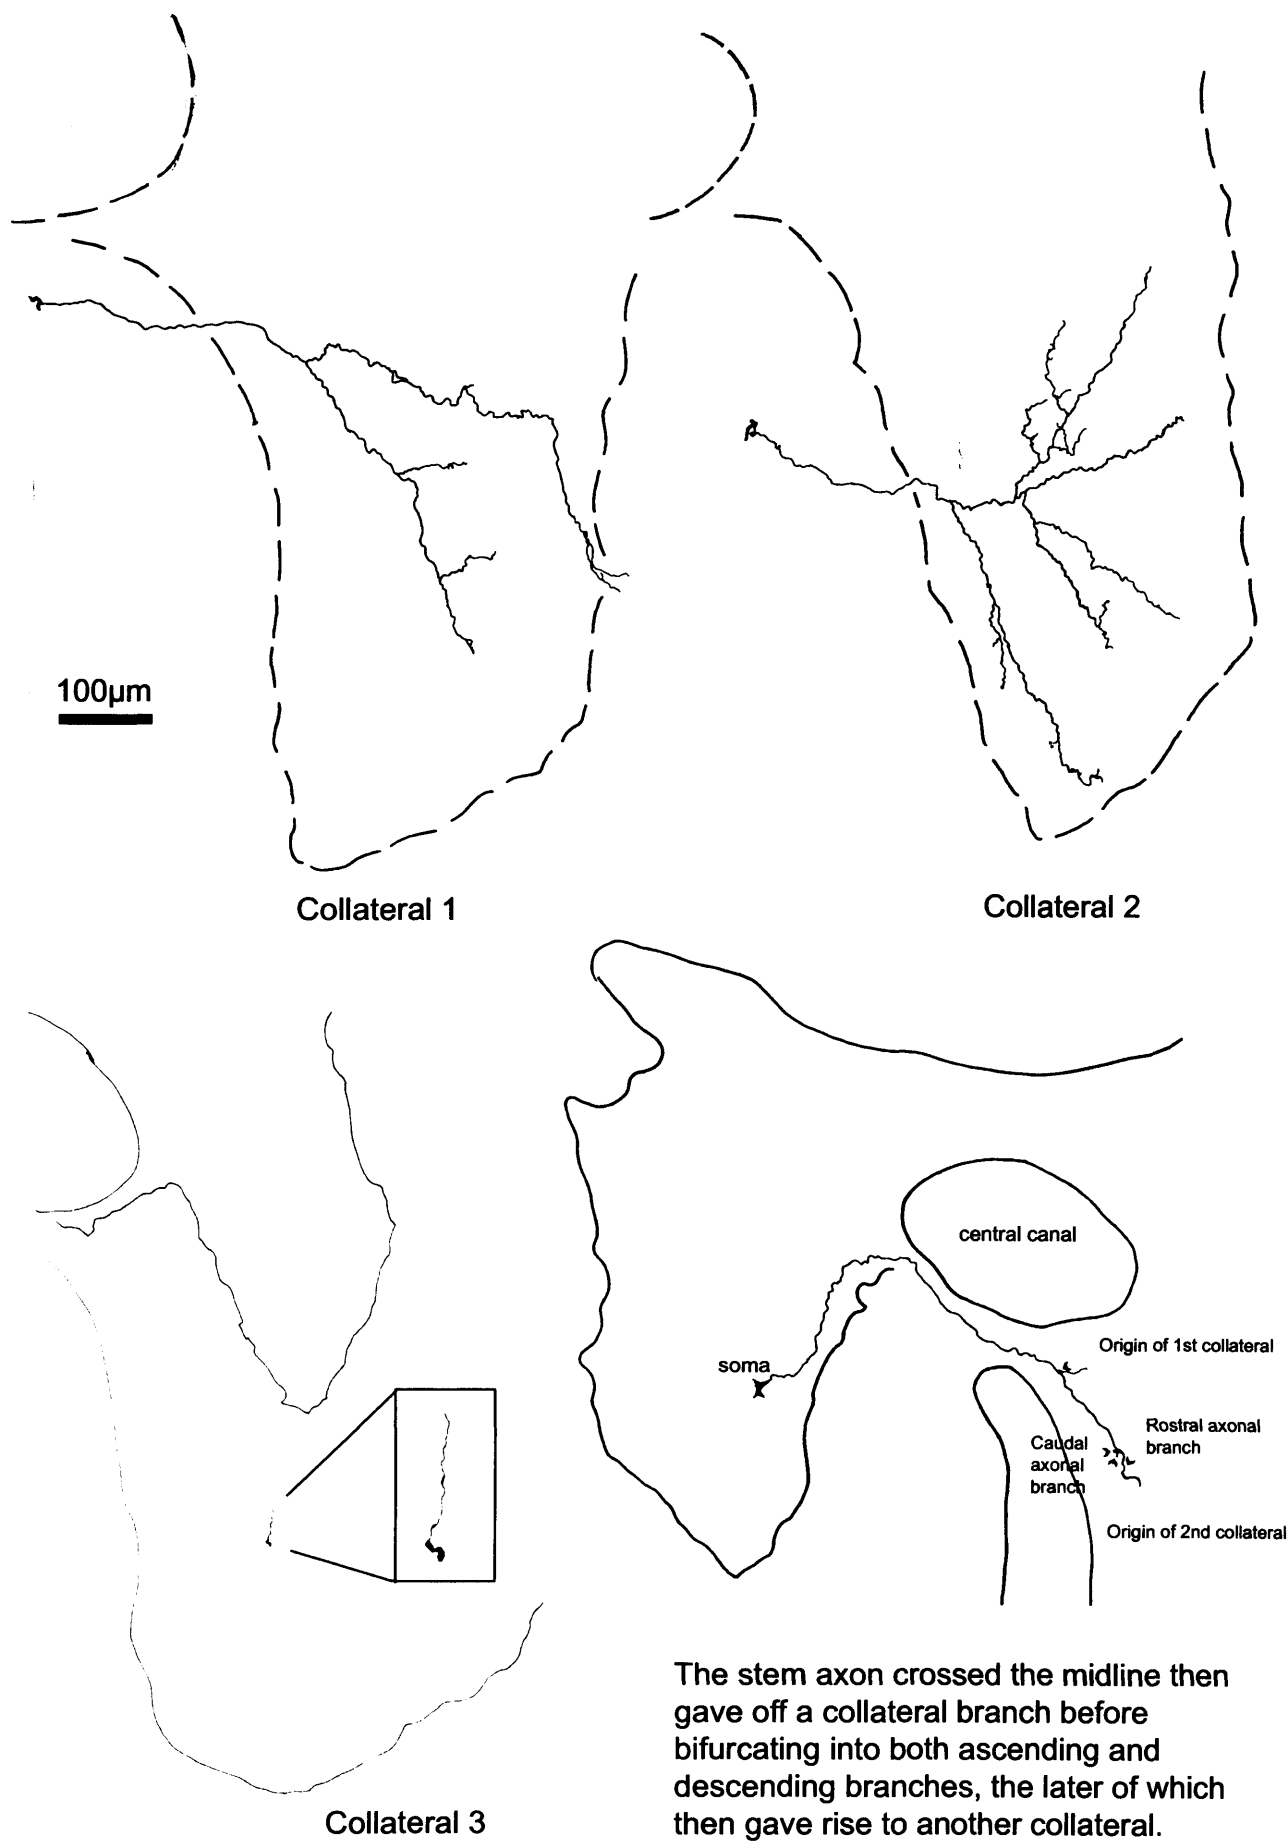 100µm
Collateral 1
Collateral 2
central canal
soma
Origin of 1st collateral
Rostral axonal
branch
Caudal
axonal
branch
Origin of 2nd collateral
The stem axon crossed the midline then
gave off a collateral branch before
bifurcating into both ascending and
descending branches, the later of which
then gave rise to another collateral.
Collateral 3